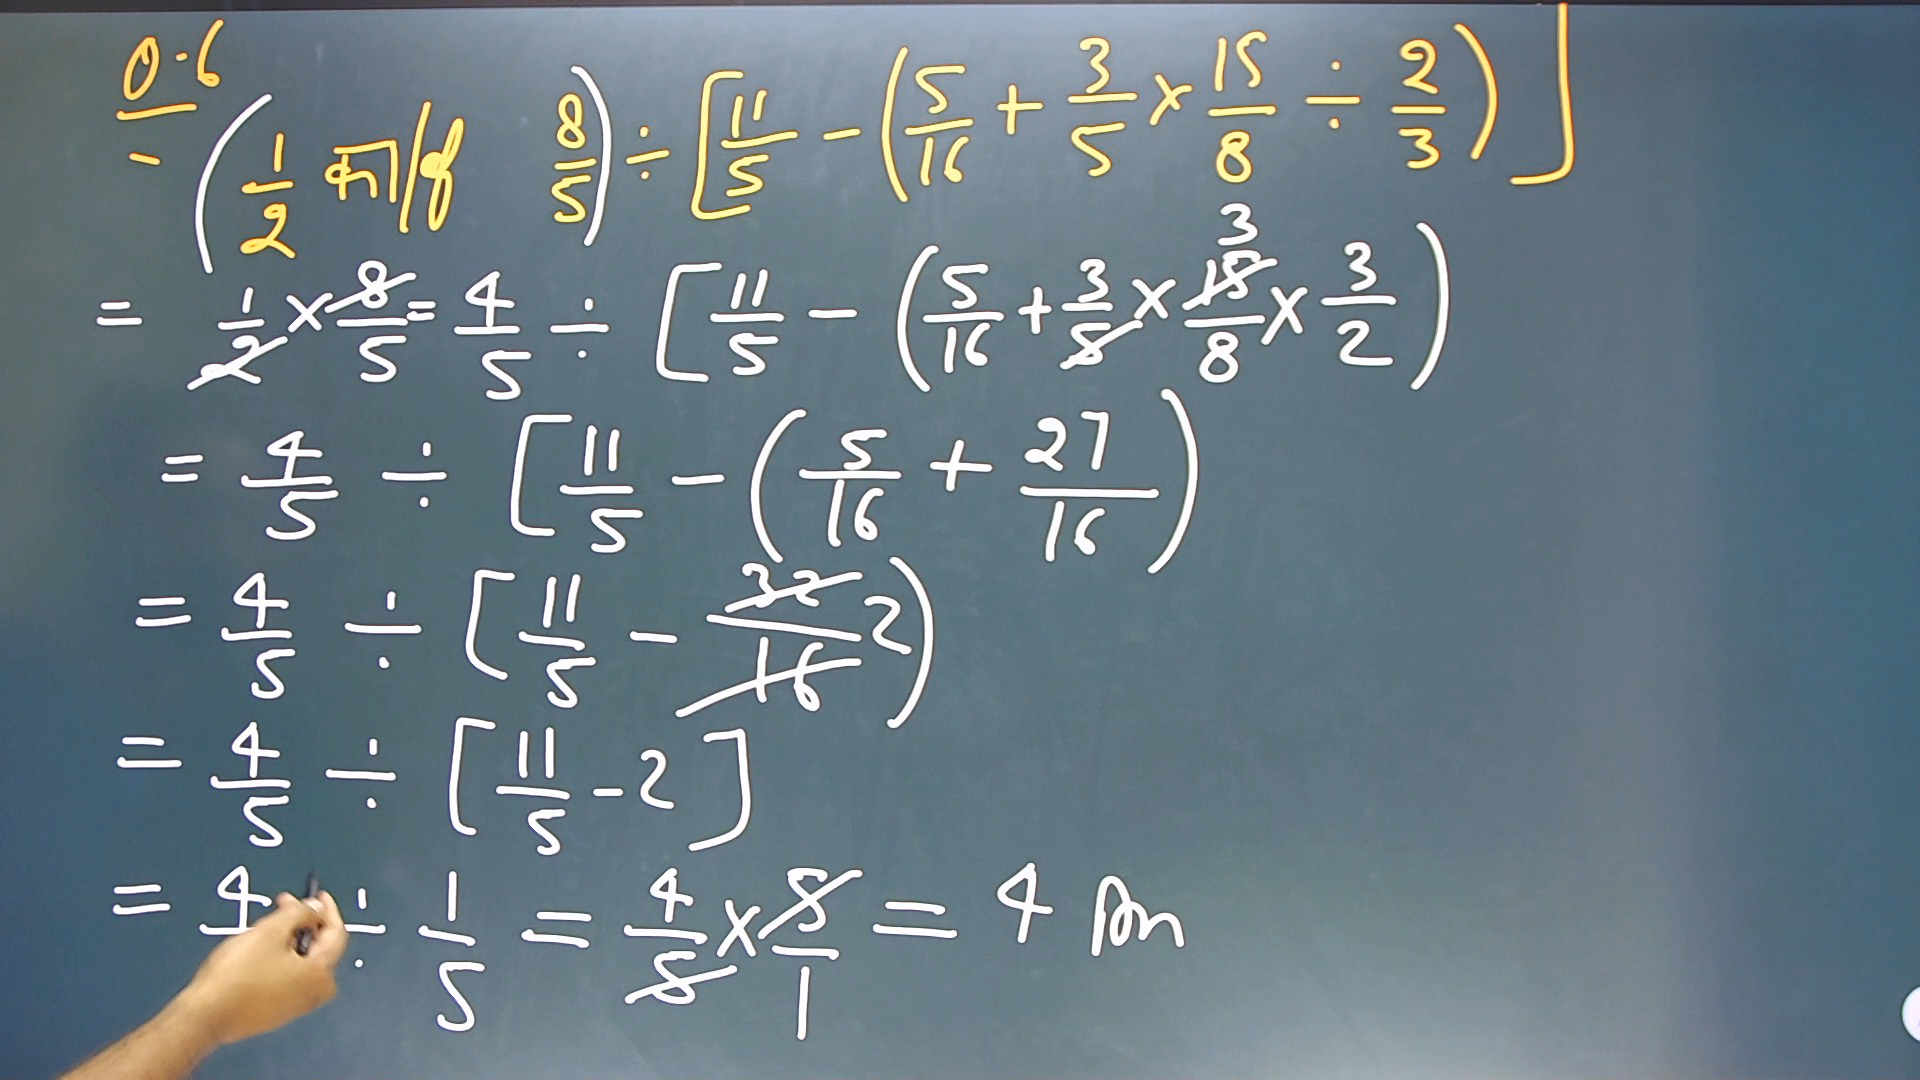 Q.6
(1/2 का/of 8/5) ÷ [11/5 - (5/16 + 3/5 × 15/8 ÷ 2/3)]
= 1/2 × 8/5 = 4/5 ÷ [11/5 - (5/16 + 3/5 × 15/8 3 × 3/2)
= 4/5 ÷ [11/5 - (5/16 + 27/16)
= 4/5 ÷ [11/5 - 32/16 2)
= 4/5 ÷ [11/5 - 2]
= 4 ÷ 1/5 = 4/5 × 5/1 = 4 An